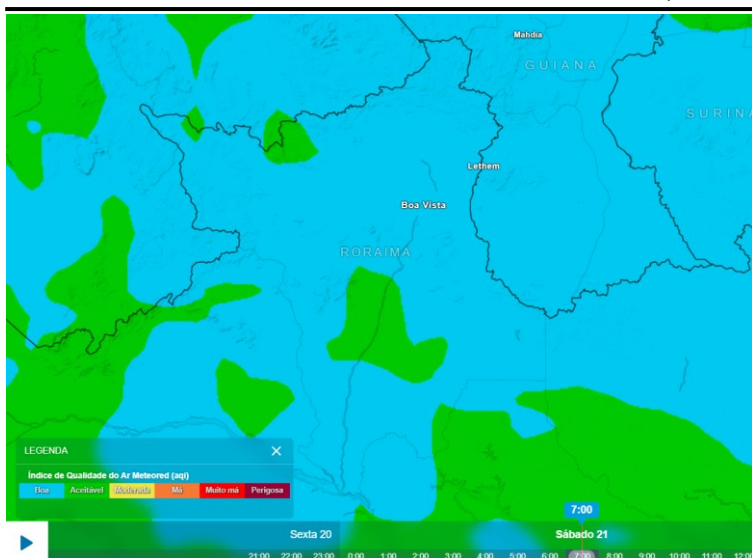 Mahdia
GUIANA
SURINA
Lethem
Boa Vista
RORAIMA
LEGENDA
Índice de Qualidade do Ar Meteored (aqi)
Boa Aceitável Moderada Má Muito má Perigosa
7:00
Sexta 20 Sábado 21
21:00 22:00 23:00 0:00 1:00 2:00 3:00 4:00 5:00 6:00 7:00 8:00 9:00 10:00 11:00 12:00